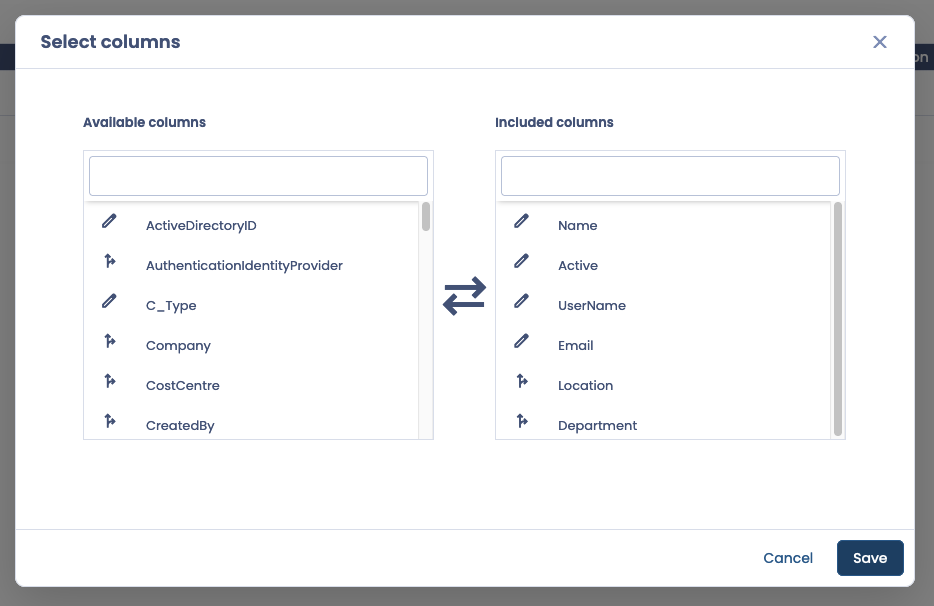 Select columns
on
Available columns
Included columns
ActiveDirectoryID
AuthenticationIdentityProvider
C_Type
Company
CostCentre
CreatedBy
Name
Active
UserName
Email
Location
Department
Cancel
Save